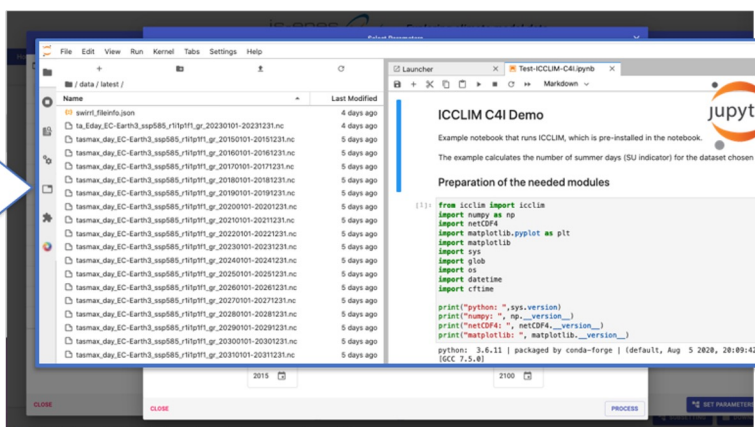 is-enes Exploring climate model data
Select Parameters
File Edit View Run Kernel Tabs Settings Help
/ data / latest /
Name Last Modified
swirrl_fileinfo.json 4 days ago
ta_Eday_EC-Earth3_ssp585_r1i1p1f1_gr_20230101-20231231.nc 4 days ago
tasmax_day_EC-Earth3_ssp585_r1i1p1f1_gr_20150101-20151231.nc 5 days ago
tasmax_day_EC-Earth3_ssp585_r1i1p1f1_gr_20160101-20161231.nc 5 days ago
tasmax_day_EC-Earth3_ssp585_r1i1p1f1_gr_20170101-20171231.nc 5 days ago
tasmax_day_EC-Earth3_ssp585_r1i1p1f1_gr_20180101-20181231.nc 5 days ago
tasmax_day_EC-Earth3_ssp585_r1i1p1f1_gr_20190101-20191231.nc 5 days ago
tasmax_day_EC-Earth3_ssp585_r1i1p1f1_gr_20200101-20201231.nc 5 days ago
tasmax_day_EC-Earth3_ssp585_r1i1p1f1_gr_20210101-20211231.nc 5 days ago
tasmax_day_EC-Earth3_ssp585_r1i1p1f1_gr_20220101-20221231.nc 5 days ago
tasmax_day_EC-Earth3_ssp585_r1i1p1f1_gr_20230101-20231231.nc 5 days ago
tasmax_day_EC-Earth3_ssp585_r1i1p1f1_gr_20240101-20241231.nc 5 days ago
tasmax_day_EC-Earth3_ssp585_r1i1p1f1_gr_20250101-20251231.nc 5 days ago
tasmax_day_EC-Earth3_ssp585_r1i1p1f1_gr_20260101-20261231.nc 5 days ago
tasmax_day_EC-Earth3_ssp585_r1i1p1f1_gr_20270101-20271231.nc 5 days ago
tasmax_day_EC-Earth3_ssp585_r1i1p1f1_gr_20280101-20281231.nc 5 days ago
tasmax_day_EC-Earth3_ssp585_r1i1p1f1_gr_20290101-20291231.nc 5 days ago
tasmax_day_EC-Earth3_ssp585_r1i1p1f1_gr_20300101-20301231.nc 5 days ago
tasmax_day_EC-Earth3_ssp585_r1i1p1f1_gr_20310101-20311231.nc 5 days ago
Launcher Test-ICCLIM-C4I.ipynb
Markdown
jupyt
ICCLIM C4I Demo
Example notebook that runs ICCLIM, which is pre-installed in the notebook.
The example calculates the number of summer days (SU indicator) for the dataset chosen
Preparation of the needed modules
[1]: from icclim import icclim
import numpy as np
import netCDF4
import matplotlib.pyplot as plt
import matplotlib
import sys
import glob
import os
import datetime
import cftime
print("python: ",sys.version)
print("numpy: ", np.__version__)
print("netCDF4: ", netCDF4.__version__)
print("matplotlib: ", matplotlib.__version__)
python: 3.6.11 | packaged by conda-forge | (default, Aug 5 2020, 20:09:42
[GCC 7.5.0]
2015 2100
CLOSE CLOSE PROCESS SET PARAMETERS